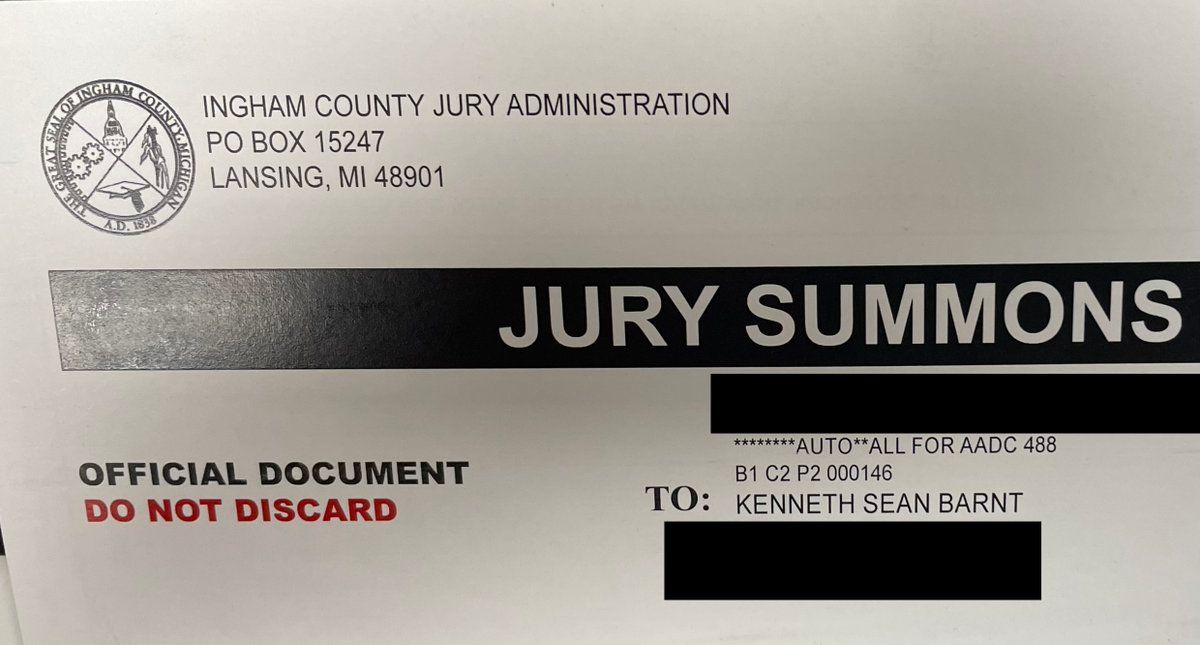 THE GREAT SEAL OF INGHAM COUNTY, MICHIGAN
A.D. 1838
INGHAM COUNTY JURY ADMINISTRATION
PO BOX 15247
LANSING, MI 48901
JURY SUMMONS
OFFICIAL DOCUMENT
DO NOT DISCARD
********AUTO**ALL FOR AADC 488
B1 C2 P2 000146
TO: KENNETH SEAN BARNT